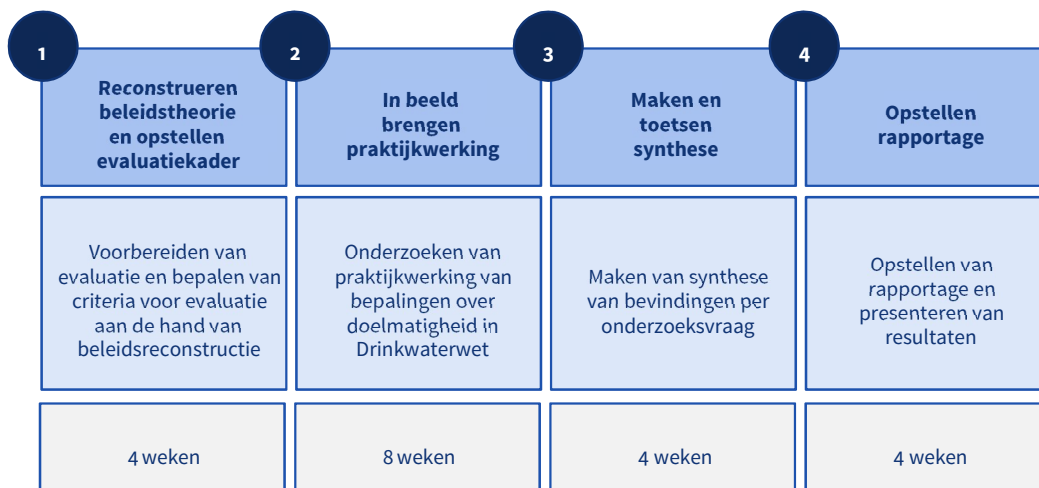 1
Reconstrueren
beleidstheorie
en opstellen
evaluatiekader
2
In beeld
brengen
praktijkwerking
3
Maken en
toetsen
synthese
4
Opstellen
rapportage
Voorbereiden van
evaluatie en bepalen van
criteria voor evaluatie
aan de hand van
beleidsreconstructie
Onderzoeken van
praktijkwerking van
bepalingen over
doelmatigheid in
Drinkwaterwet
Maken van synthese
van bevindingen per
onderzoeksvraag
Opstellen van
rapportage en
presenteren van
resultaten
4 weken
8 weken
4 weken
4 weken